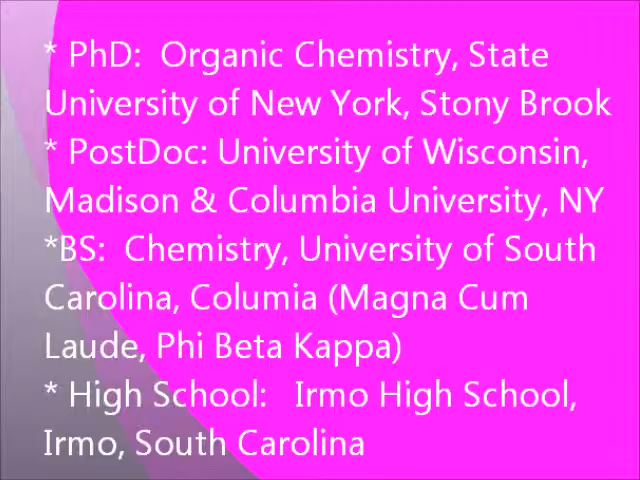 * PhD:  Organic Chemistry, State
University of New York, Stony Brook
* PostDoc: University of Wisconsin,
Madison & Columbia University, NY
*BS:  Chemistry, University of South
Carolina, Columia (Magna Cum
Laude, Phi Beta Kappa)
* High School:   Irmo High School,
Irmo, South Carolina